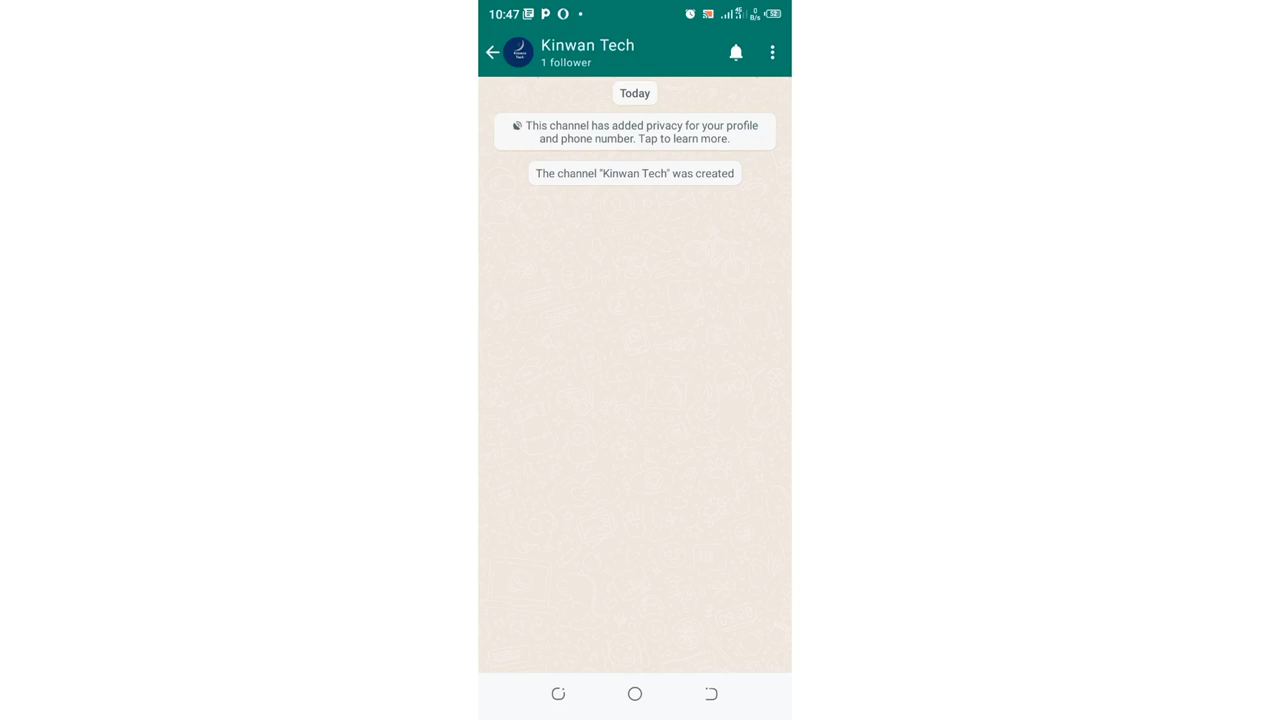 10:47
Kinwan Tech
1 follower
Today
This channel has added privacy for your profile
and phone number. Tap to learn more.
The channel "Kinwan Tech" was created